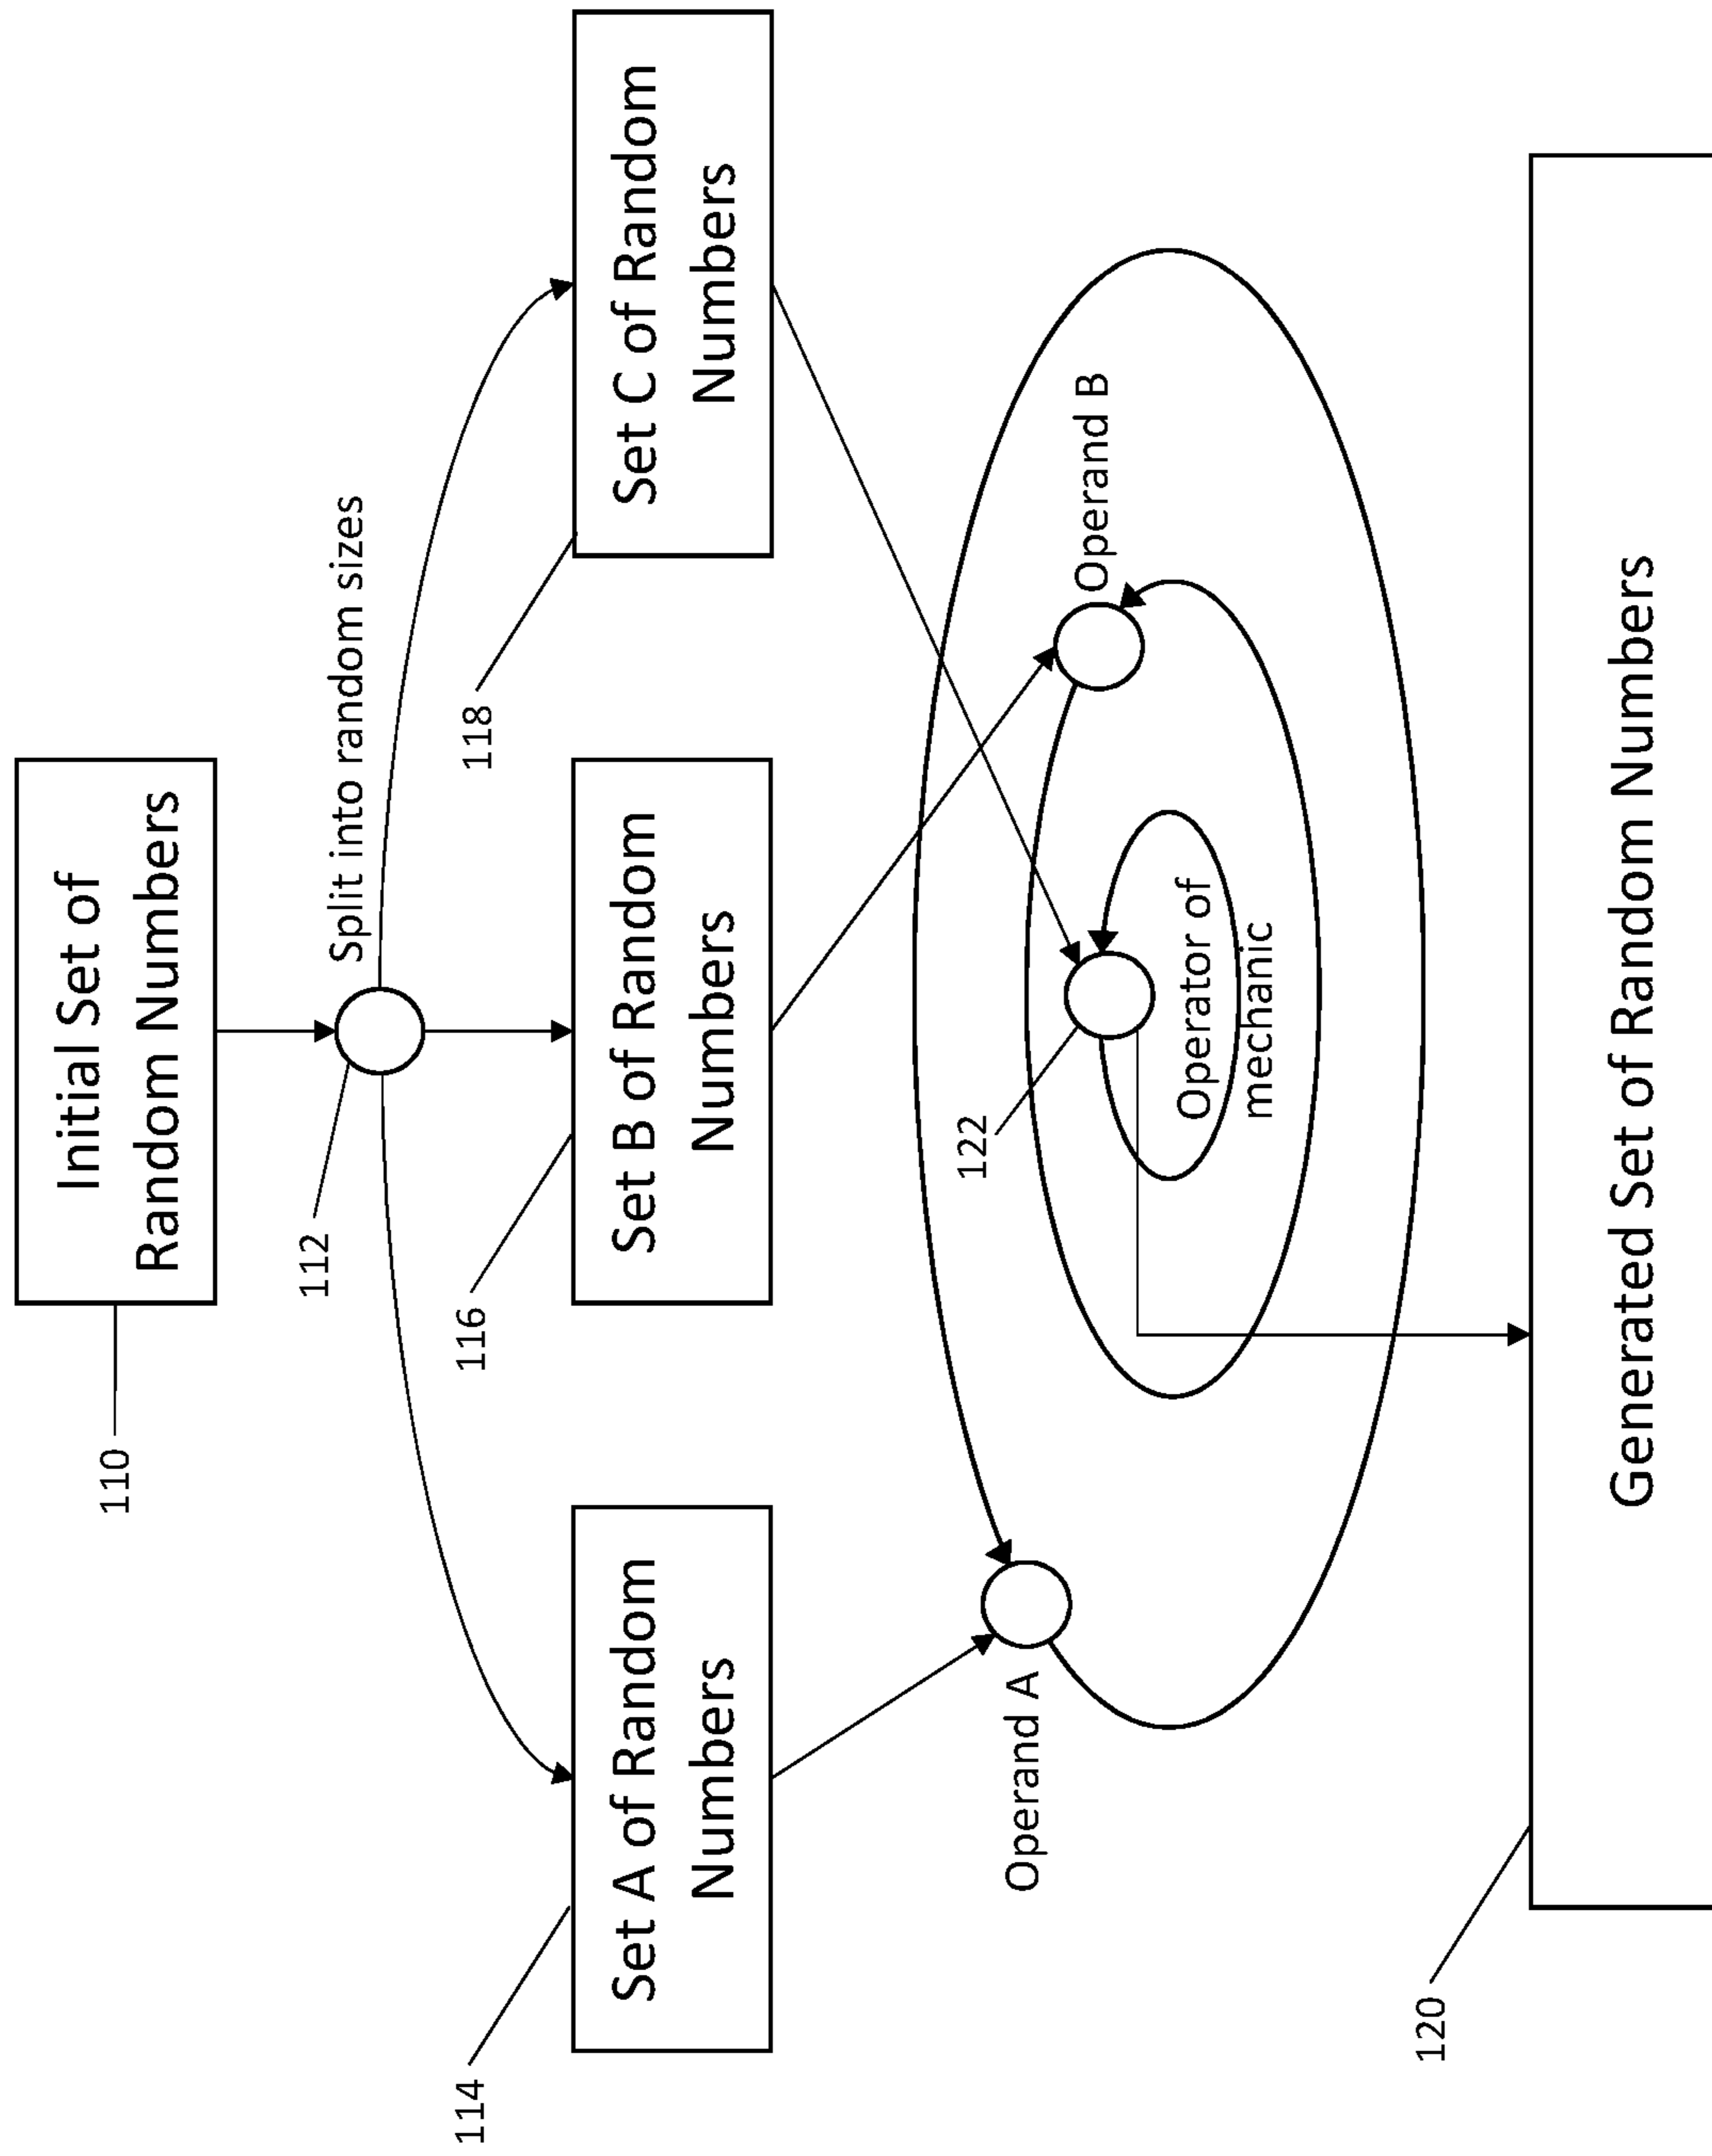 Initial Set of
Random Numbers
110
112
Split into random sizes
114
116
118
Set A of Random
Numbers
Set B of Random
Numbers
Set C of Random
Numbers
Operand A
122
Operand B
Operator of
mechanic
120
Generated Set of Random Numbers